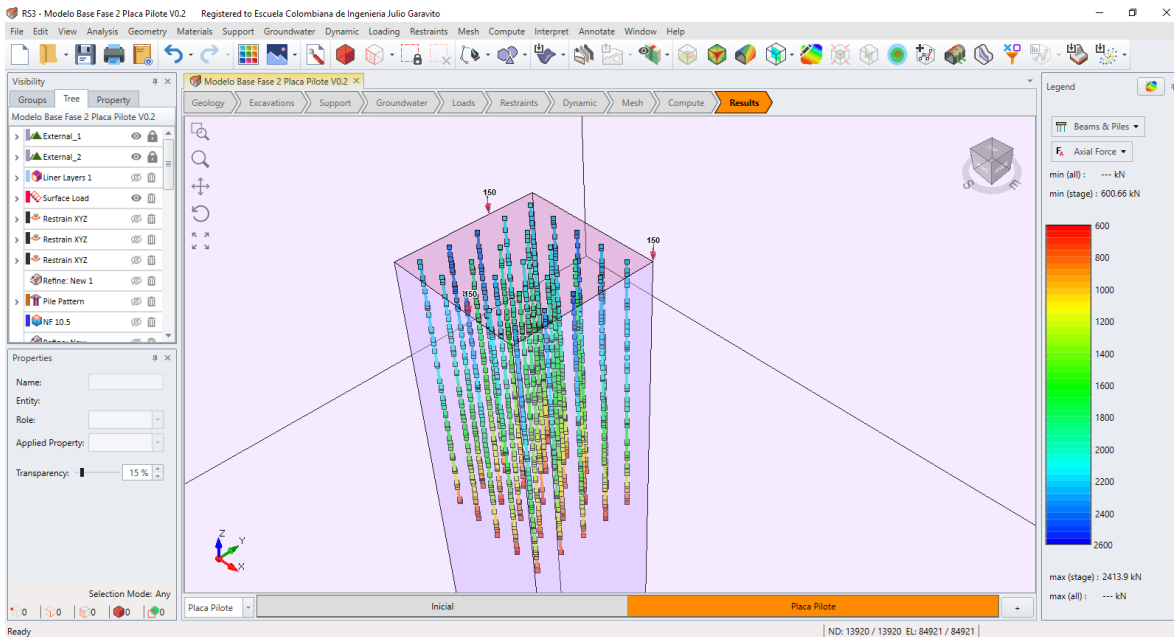 RS3 - Modelo Base Fase 2 Placa Pilote V0.2 Registered to Escuela Colombiana de Ingenieria Julio Garavito
File Edit View Analysis Geometry Materials Support Groundwater Dynamic Loading Restraints Mesh Compute Interpret Annotate Window Help
Visibility
Groups Tree Property
Modelo Base Fase 2 Placa Pilote V0.2
External_1
External_2
Liner Layers 1
Surface Load
Restrain XYZ
Restrain XYZ
Restrain XYZ
Refine: New 1
Pile Pattern
NF 10.5
Properties
Name:
Entity:
Role:
Applied Property:
Transparency: 15 %
Selection Mode: Any
0 0 0 0 0
Ready
Modelo Base Fase 2 Placa Pilote V0.2
Geology Excavations Support Groundwater Loads Restraints Dynamic Mesh Compute Results
150
150
150
S E
Z
Y
X
Placa Pilote Inicial Placa Pilote +
ND: 13920 / 13920 EL: 84921 / 84921
Legend
Beams & Piles
Axial Force
min (all) : --- kN
min (stage) : 600.66 kN
600
800
1000
1200
1400
1600
1800
2000
2200
2400
2600
max (stage) : 2413.9 kN
max (all) : --- kN